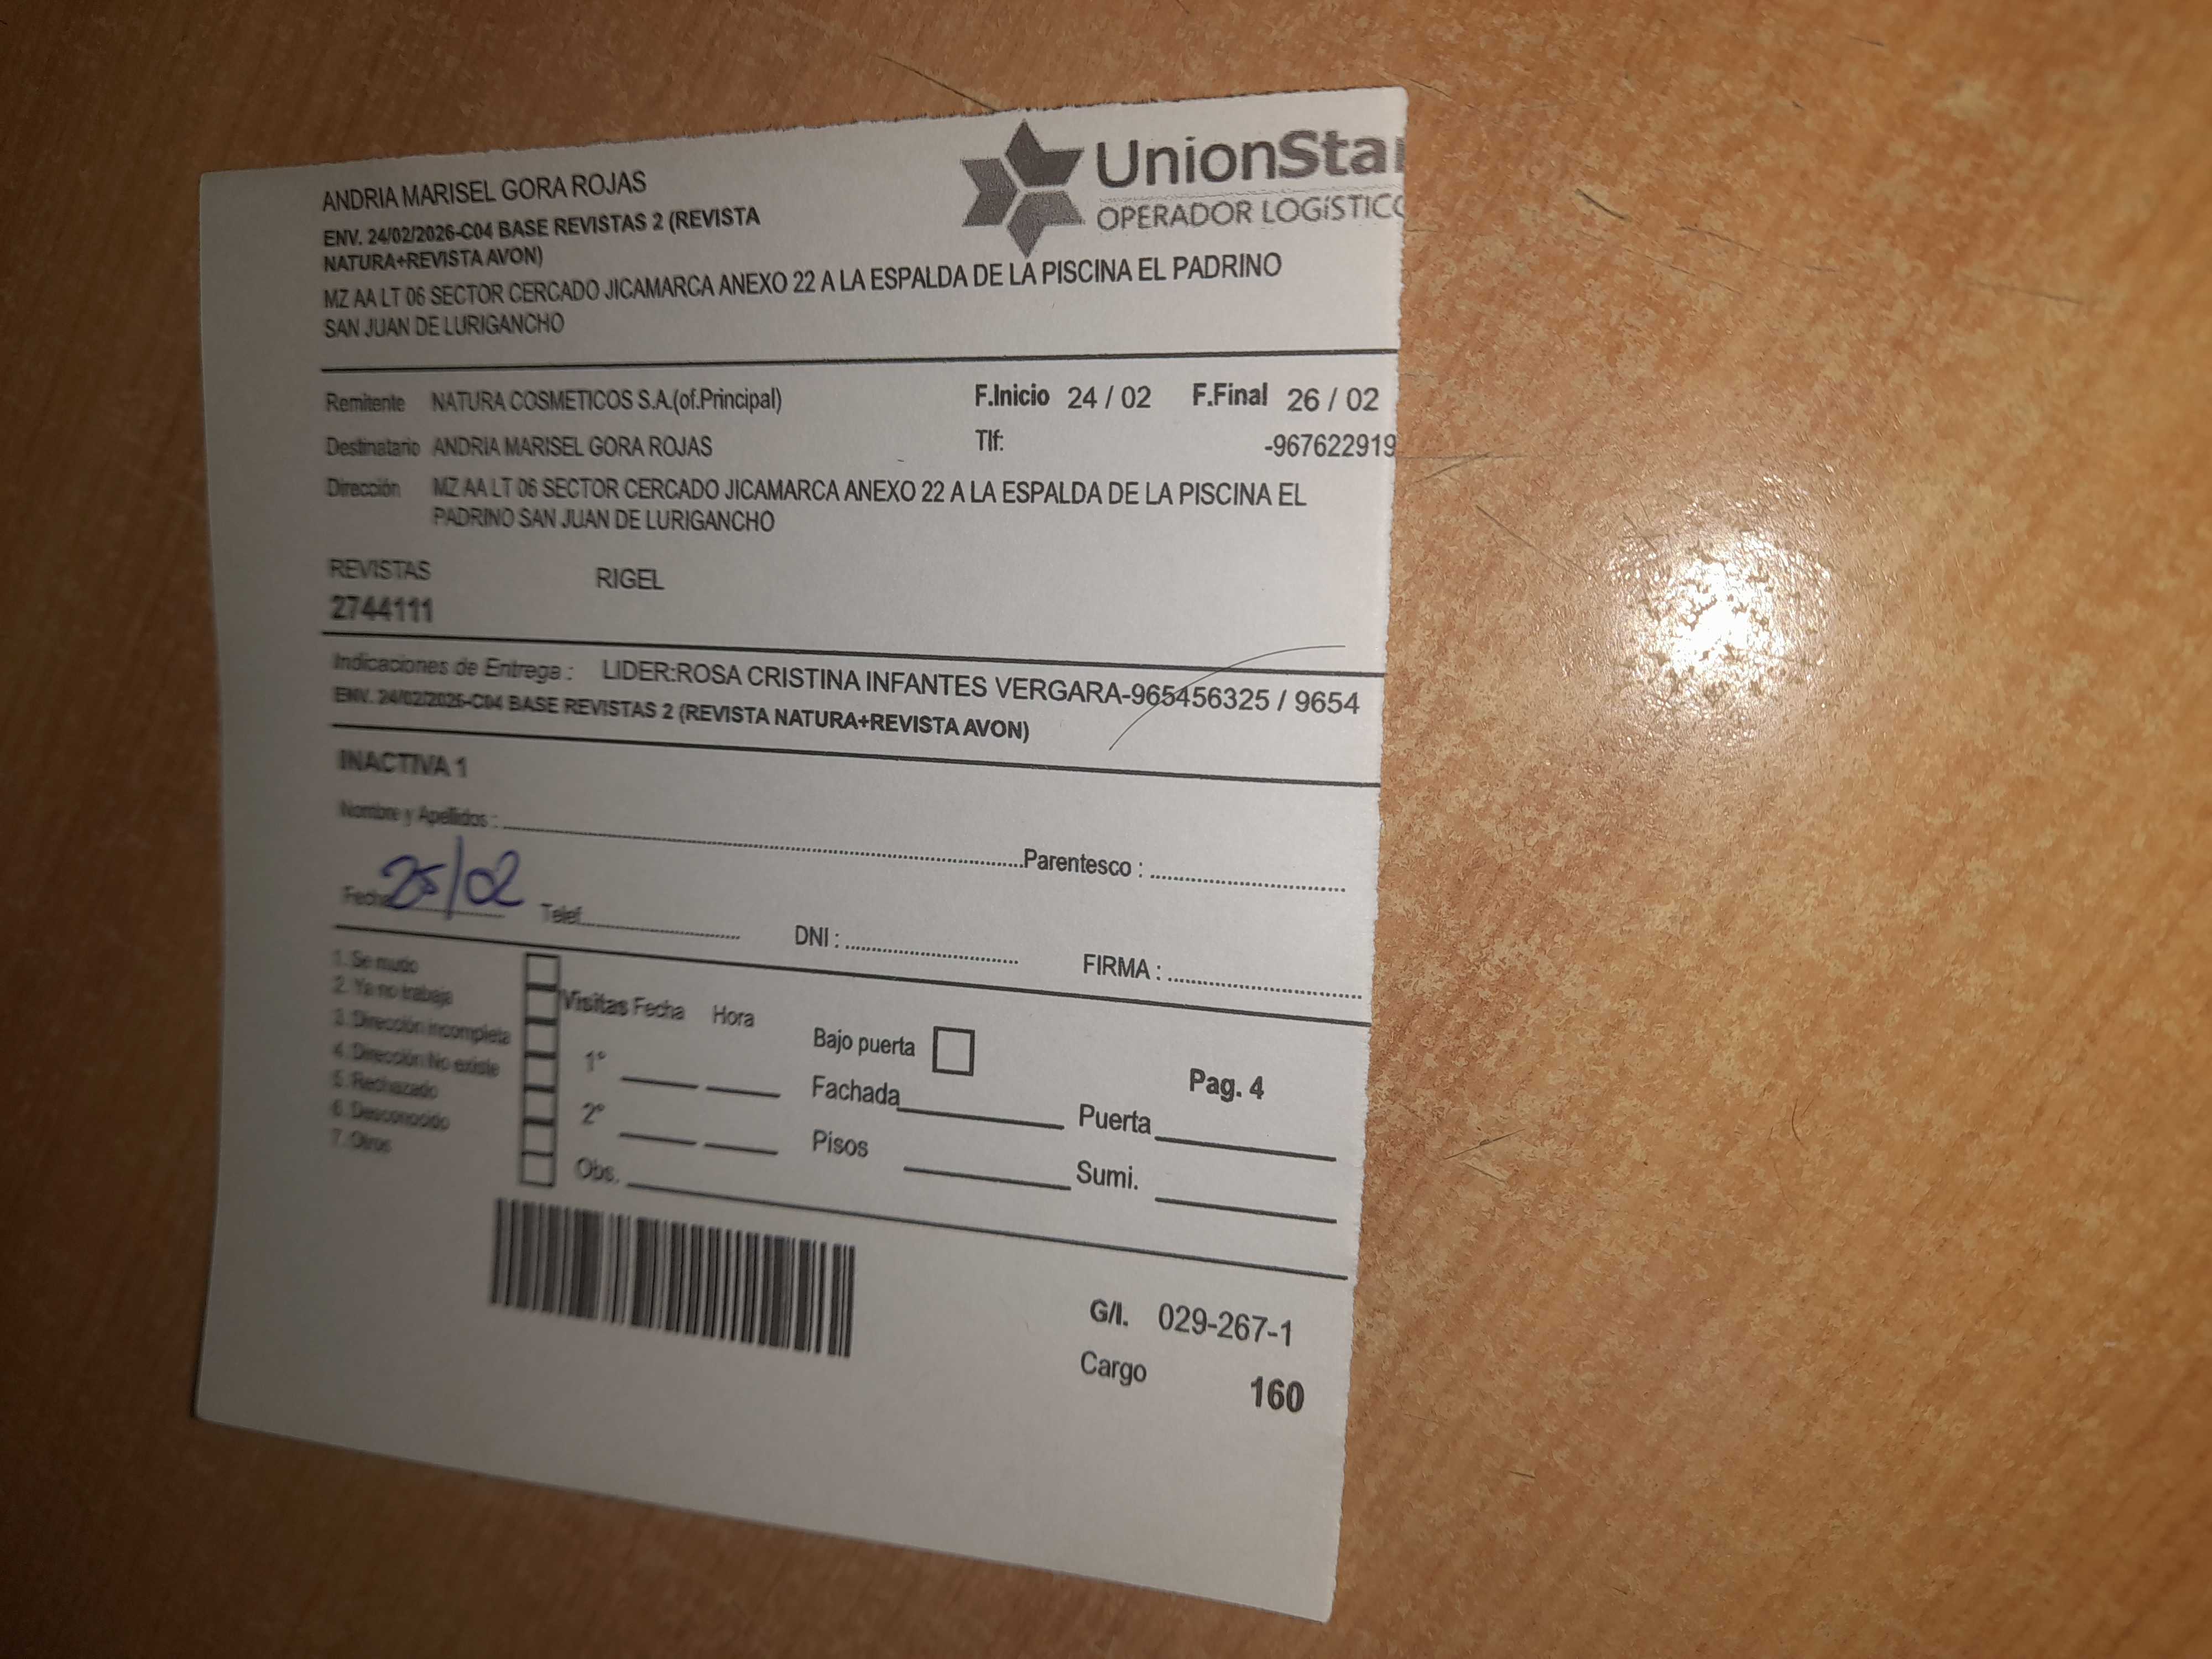 ANDRIA MARISEL GORA ROJAS
ENV. 24/02/2026-C04 BASE REVISTAS 2 (REVISTA
NATURA+REVISTA AVON)
MZ AA LT 06 SECTOR CERCADO JICAMARCA ANEXO 22 A LA ESPALDA DE LA PISCINA EL PADRINO
SAN JUAN DE LURIGANCHO
UnionSta
OPERADOR LOGÍSTICO
Remitente NATURA COSMETICOS S.A.(of.Principal) F.Inicio 24 / 02 F.Final 26 / 02
Destinatario ANDRIA MARISEL GORA ROJAS Tlf: -967622919
Dirección MZ AA LT 06 SECTOR CERCADO JICAMARCA ANEXO 22 A LA ESPALDA DE LA PISCINA EL
PADRINO SAN JUAN DE LURIGANCHO
REVISTAS RIGEL
2744111
Indicaciones de Entrega : LIDER:ROSA CRISTINA INFANTES VERGARA-965456325 / 9654
ENV. 24/02/2026-C04 BASE REVISTAS 2 (REVISTA NATURA+REVISTA AVON)
INACTIVA 1
Nombre y Apellidos : Parentesco :
Fecha 25/02 Telef. DNI : FIRMA :
1. Se mudo
2. Ya no trabaja
3. Dirección incompleta
4. Dirección No existe
5. Rechazado
6. Desconocido
7. Otros
Visitas Fecha Hora
1°
2°
Obs.
Bajo puerta
Fachada
Pisos
Pag. 4
Puerta
Sumi.
G/I. 029-267-1
Cargo 160